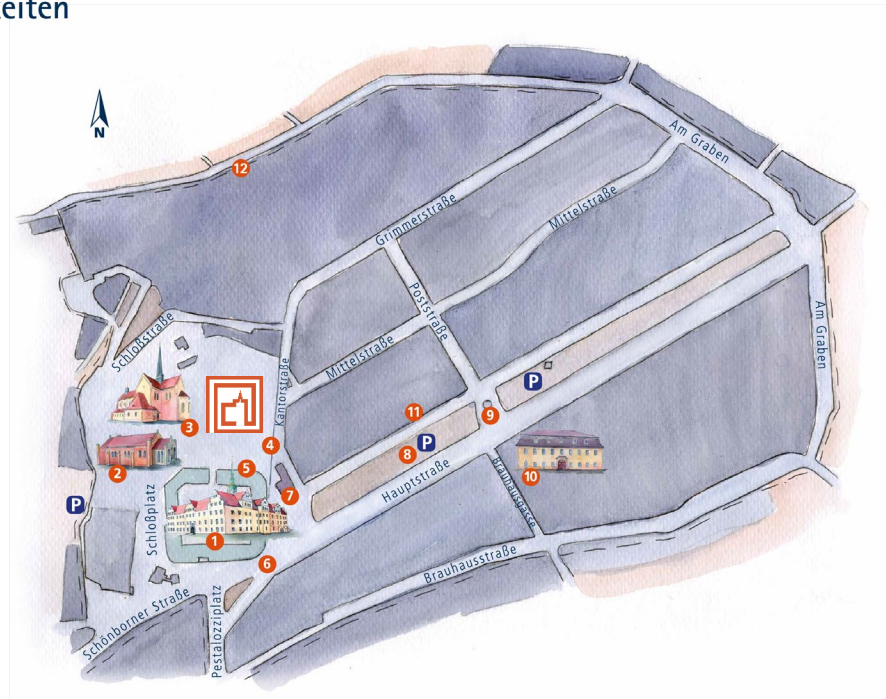 N
12
Am Graben
Grimmerstraße
Mittelstraße
Poststraße
Am Graben
Schloßstraße
Mittelstraße
Kantorstraße
P
11
9
3
4
P
8
5
2
Hauptstraße
10
7
P
Schloßplatz
Brauhausgasse
1
6
Brauhausstraße
Schönborner Straße
Pestalozziplatz